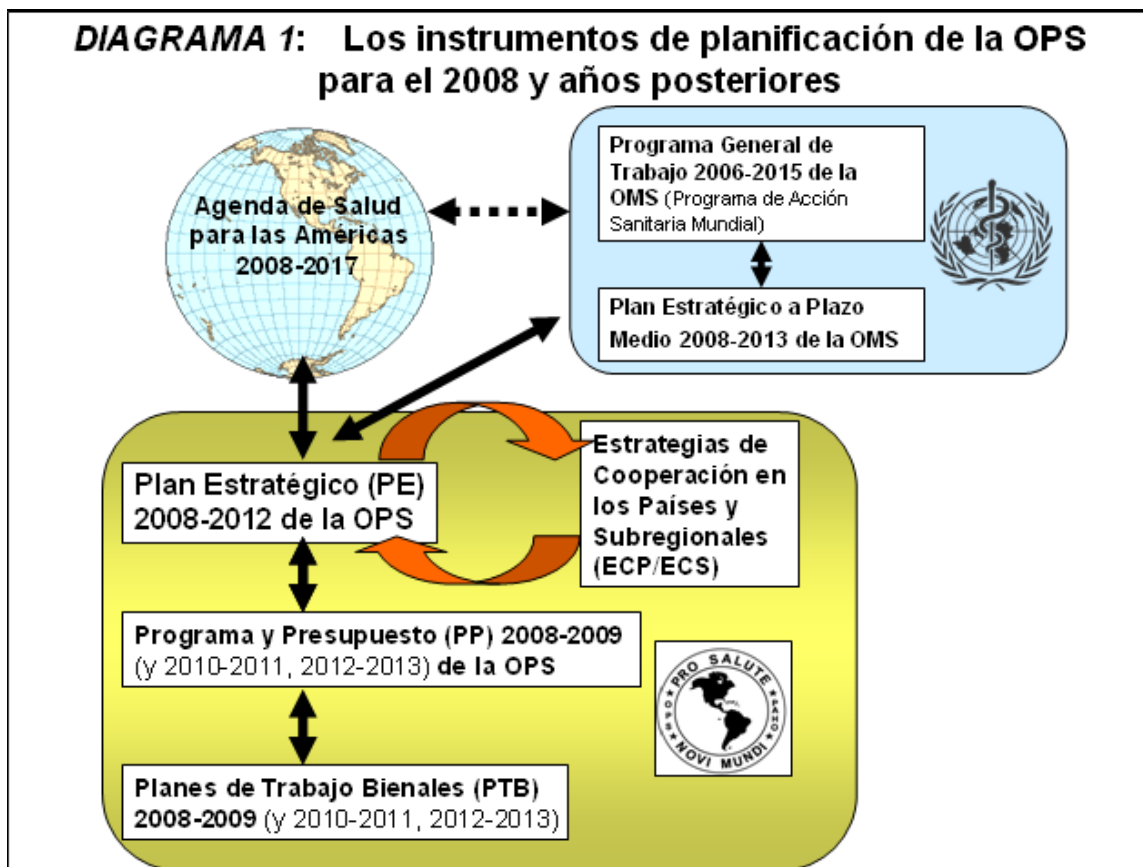 DIAGRAMA 1: Los instrumentos de planificación de la OPS
para el 2008 y años posteriores
Agenda de Salud
para las Américas
2008-2017
Programa General de
Trabajo 2006-2015 de la
OMS (Programa de Acción
Sanitaria Mundial)
Plan Estratégico a Plazo
Medio 2008-2013 de la OMS
Plan Estratégico (PE)
2008-2012 de la OPS
Estrategias de
Cooperación en
los Países y
Subregionales
(ECP/ECS)
Programa y Presupuesto (PP) 2008-2009
(y 2010-2011, 2012-2013) de la OPS
PRO SALUTE
OPS
PAHO
NOVI MUNDI
Planes de Trabajo Bienales (PTB)
2008-2009 (y 2010-2011, 2012-2013)